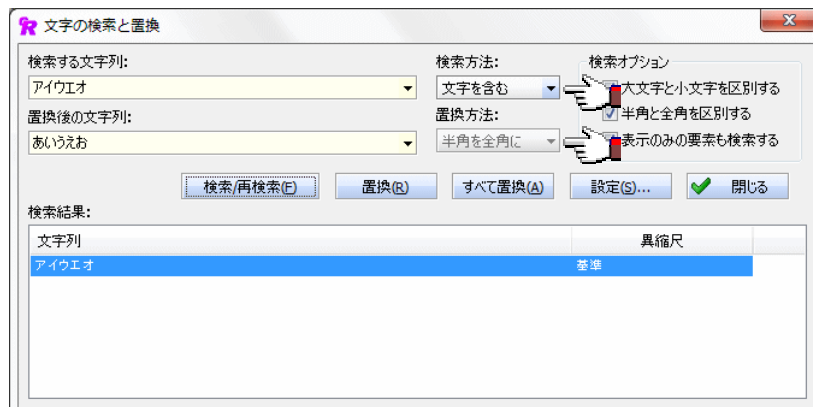 文字の検索と置換
検索する文字列:
検索方法:
検索オプション
アイウエオ
文字を含む
大文字と小文字を区別する
置換後の文字列:
置換方法:
半角と全角を区別する
あいうえお
半角を全角に
表示のみの要素も検索する
検索/再検索(F)
置換(R)
すべて置換(A)
設定(S)...
閉じる
検索結果:
文字列
異縮尺
アイウエオ
基準